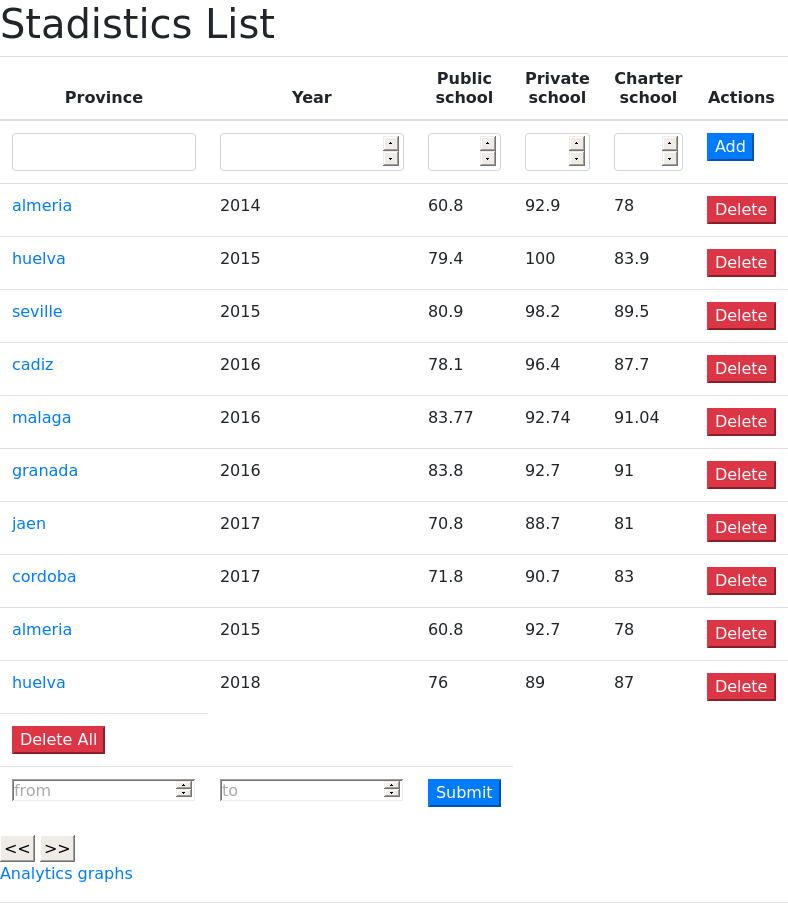 Stadistics List
Province Year Public school Private school Charter school Actions
Add
almeria 2014 60.8 92.9 78 Delete
huelva 2015 79.4 100 83.9 Delete
seville 2015 80.9 98.2 89.5 Delete
cadiz 2016 78.1 96.4 87.7 Delete
malaga 2016 83.77 92.74 91.04 Delete
granada 2016 83.8 92.7 91 Delete
jaen 2017 70.8 88.7 81 Delete
cordoba 2017 71.8 90.7 83 Delete
almeria 2015 60.8 92.7 78 Delete
huelva 2018 76 89 87 Delete
Delete All
from to Submit
<< >>
Analytics graphs